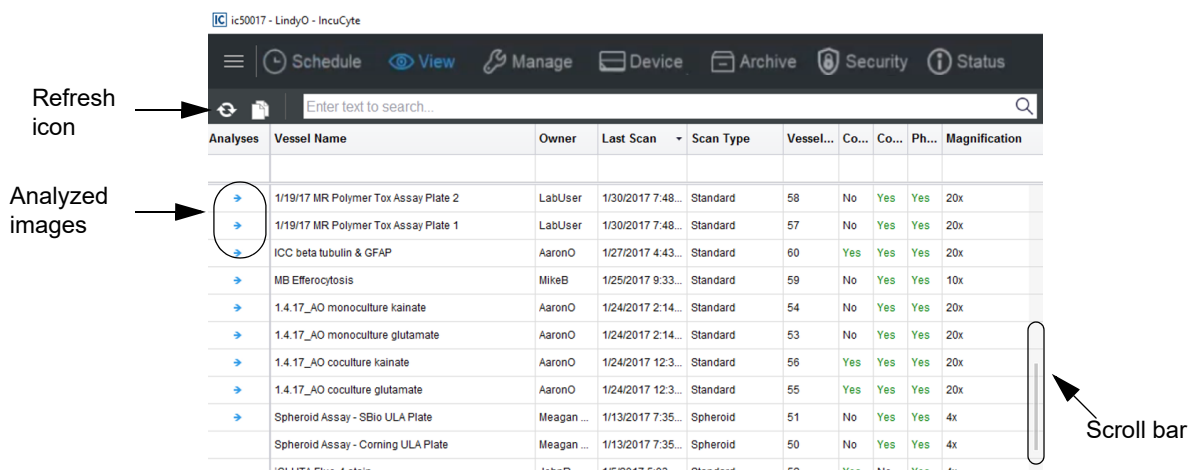 IC ic50017 - LindyO - IncuCyte
Schedule View Manage Device Archive Security Status
Refresh icon
Enter text to search...
Analyses Vessel Name Owner Last Scan Scan Type Vessel... Co... Co... Ph... Magnification
Analyzed images
1/19/17 MR Polymer Tox Assay Plate 2 LabUser 1/30/2017 7:48... Standard 58 No Yes Yes 20x
1/19/17 MR Polymer Tox Assay Plate 1 LabUser 1/30/2017 7:48... Standard 57 No Yes Yes 20x
ICC beta tubulin & GFAP AaronO 1/27/2017 4:43... Standard 60 Yes Yes Yes 20x
MB Efferocytosis MikeB 1/25/2017 9:33... Standard 59 No Yes Yes 10x
1.4.17_AO monoculture kainate AaronO 1/24/2017 2:14... Standard 54 No Yes Yes 20x
1.4.17_AO monoculture glutamate AaronO 1/24/2017 2:14... Standard 53 No Yes Yes 20x
1.4.17_AO coculture kainate AaronO 1/24/2017 12:3... Standard 56 Yes Yes Yes 20x
1.4.17_AO coculture glutamate AaronO 1/24/2017 12:3... Standard 55 Yes Yes Yes 20x
Spheroid Assay - SBio ULA Plate Meagan ... 1/13/2017 7:35... Spheroid 51 No Yes Yes 4x
Scroll bar
Spheroid Assay - Corning ULA Plate Meagan ... 1/13/2017 7:35... Spheroid 50 No Yes Yes 4x